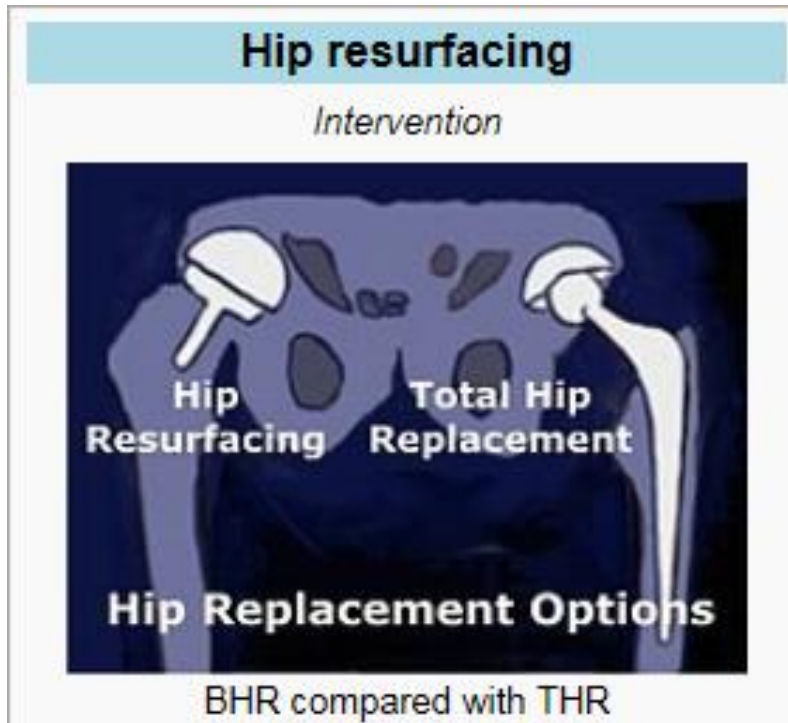 Hip resurfacing
Intervention
Hip
Resurfacing
Total Hip
Replacement
Hip Replacement Options
BHR compared with THR